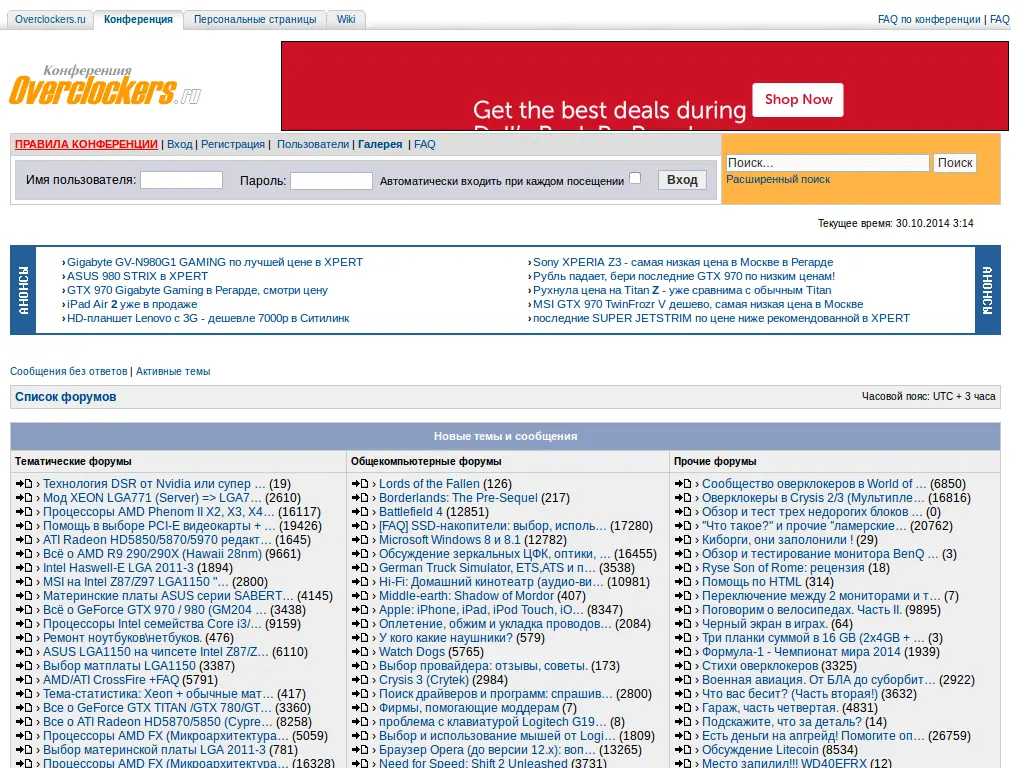 Overclockers.ru Конференция Персональные страницы Wiki FAQ по конференции | FAQ
Конференция
Overclockers.ru
Get the best deals during
Shop Now
ПРАВИЛА КОНФЕРЕНЦИИ | Вход | Регистрация | Пользователи | Галерея | FAQ
Имя пользователя: Пароль: Автоматически входить при каждом посещении Вход
Поиск… Поиск
Расширенный поиск
Текущее время: 30.10.2014 3:14
АНОНСЫ
› Gigabyte GV-N980G1 GAMING по лучшей цене в XPERT
› ASUS 980 STRIX в XPERT
› GTX 970 Gigabyte Gaming в Регарде, смотри цену
› iPad Air 2 уже в продаже
› HD-планшет Lenovo с 3G - дешевле 7000р в Ситилинк
› Sony XPERIA Z3 - самая низкая цена в Москве в Регарде
› Рубль падает, бери последние GTX 970 по низким ценам!
› Рухнула цена на Titan Z - уже сравнима с обычным Titan
› MSI GTX 970 TwinFrozr V дешево, самая низкая цена в Москве
› последние SUPER JETSTRIM по цене ниже рекомендованной в XPERT
АНОНСЫ
Сообщения без ответов | Активные темы
Список форумов
Часовой пояс: UTC + 3 часа
Новые темы и сообщения
Тематические форумы
› Технология DSR от Nvidia или супер … (19)
› Мод XEON LGA771 (Server) => LGA7… (2610)
› Процессоры AMD Phenom II X2, X3, X4… (16117)
› Помощь в выборе PCI-E видеокарты + … (19426)
› ATI Radeon HD5850/5870/5970 редакт… (1645)
› Всё о AMD R9 290/290X (Hawaii 28nm) (9661)
› Intel Haswell-E LGA 2011-3 (1894)
› MSI на Intel Z87/Z97 LGA1150 "… (2800)
› Материнские платы ASUS серии SABERT… (4145)
› Всё о GeForce GTX 970 / 980 (GM204 … (3438)
› Процессоры Intel семейства Core i3/… (9159)
› Ремонт ноутбуков\нетбуков. (476)
› ASUS LGA1150 на чипсете Intel Z87/Z… (6110)
› Выбор матплаты LGA1150 (3387)
› AMD/ATI CrossFire +FAQ (5791)
› Тема-статистика: Xeon + обычные мат… (417)
› Все о GeForce GTX TITAN /GTX 780/GT… (3360)
› Все о ATI Radeon HD5870/5850 (Cypre… (8258)
› Процессоры AMD FX (Микроархитектура… (5059)
› Выбор материнской платы LGA 2011-3 (781)
› Процессоры AMD FX (Микроархитектура… (16328)
Общекомпьютерные форумы
› Lords of the Fallen (126)
› Borderlands: The Pre-Sequel (217)
› Battlefield 4 (12851)
› [FAQ] SSD-накопители: выбор, исполь… (17280)
› Microsoft Windows 8 и 8.1 (12782)
› Обсуждение зеркальных ЦФК, оптики, … (16455)
› German Truck Simulator, ETS,ATS и п… (3538)
› Hi-Fi: Домашний кинотеатр (аудио-ви… (10981)
› Middle-earth: Shadow of Mordor (407)
› Apple: iPhone, iPad, iPod Touch, iO… (8347)
› Оплетение, обжим и укладка проводов… (2084)
› У кого какие наушники? (579)
› Watch Dogs (5765)
› Выбор провайдера: отзывы, советы. (173)
› Crysis 3 (Crytek) (2984)
› Поиск драйверов и программ: спрашив… (2800)
› Фирмы, помогающие моддерам (7)
› проблема с клавиатурой Logitech G19… (8)
› Выбор и использование мышей от Logi… (1809)
› Браузер Opera (до версии 12.x): воп… (13265)
› Need for Speed: Shift 2 Unleashed (3731)
Прочие форумы
› Сообщество оверклокеров в World of … (6850)
› Оверклокеры в Crysis 2/3 (Мультипле… (16816)
› Обзор и тест трех недорогих блоков … (0)
› "Что такое?" и прочие "ламерские… (20762)
› Киборги, они заполонили ! (29)
› Обзор и тестирование монитора BenQ … (3)
› Ryse Son of Rome: рецензия (18)
› Помощь по HTML (314)
› Переключение между 2 мониторами и т… (7)
› Поговорим о велосипедах. Часть II. (9895)
› Черный экран в играх. (64)
› Три планки суммой в 16 GB (2x4GB + … (3)
› Формула-1 - Чемпионат мира 2014 (1939)
› Стихи оверклокеров (3325)
› Военная авиация. От БЛА до суборбит… (2922)
› Что вас бесит? (Часть вторая!) (3632)
› Гараж, часть четвертая. (4831)
› Подскажите, что за деталь? (14)
› Есть деньги на апгрейд! Помогите оп… (26759)
› Обсуждение Litecoin (8534)
› Место запилил!!! WD40EFRX (12)